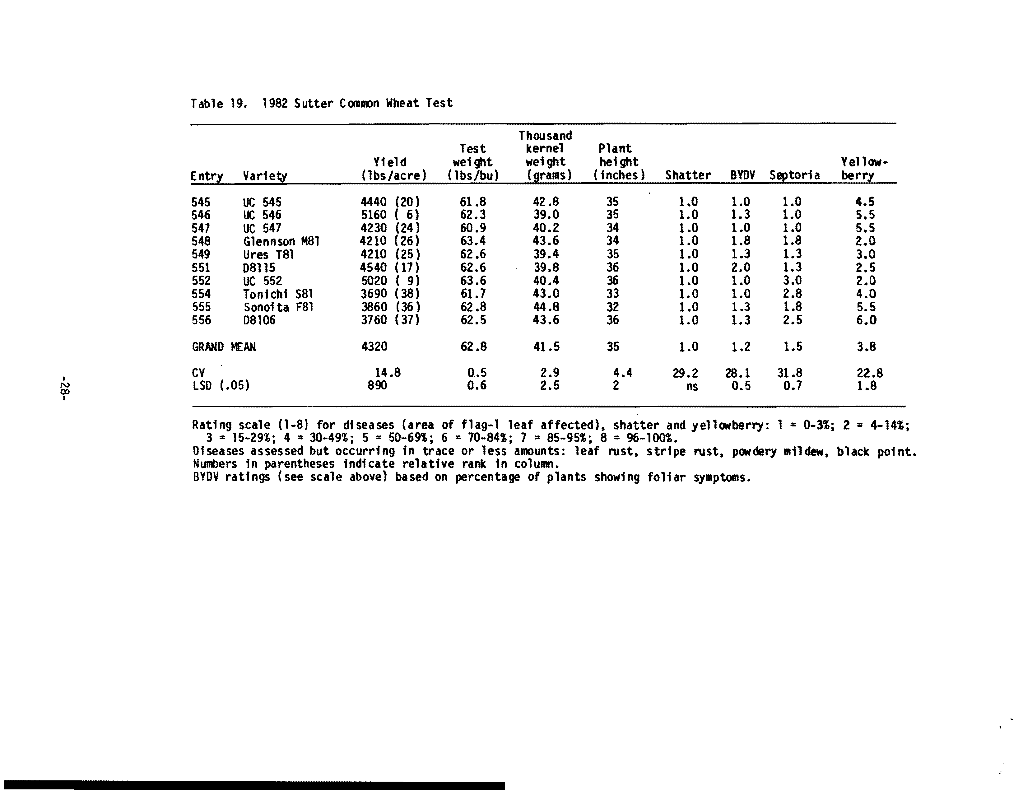 Table 19. 1982 Sutter Common Wheat Test
Thousand
Test kernel Plant
Yield weight weight height Yellow-
Entry Variety (lbs/acre) (lbs/bu) (grams) (inches) Shatter BYDV Septoria berry
545 UC 545 4440 (20) 61.8 42.8 35 1.0 1.0 1.0 4.5
546 UC 546 5160 ( 6) 62.3 39.0 35 1.0 1.3 1.0 5.5
547 UC 547 4230 (24) 60.9 40.2 34 1.0 1.0 1.0 5.5
548 Glennson M81 4210 (26) 63.4 43.6 34 1.0 1.8 1.8 2.0
549 Ures T81 4210 (25) 62.6 39.4 35 1.0 1.3 1.3 3.0
551 D8115 4540 (17) 62.6 39.8 36 1.0 2.0 1.3 2.5
552 UC 552 5020 ( 9) 63.6 40.4 36 1.0 1.0 3.0 2.0
554 Tonichi S81 3690 (38) 61.7 43.0 33 1.0 1.0 2.8 4.0
555 Sonoita F81 3860 (36) 62.8 44.8 32 1.0 1.3 1.8 5.5
556 D8106 3760 (37) 62.5 43.6 36 1.0 1.3 2.5 6.0
GRAND MEAN 4320 62.8 41.5 35 1.0 1.2 1.5 3.8
CV 14.8 0.5 2.9 4.4 29.2 28.1 31.8 22.8
LSD (.05) 890 0.6 2.5 2 ns 0.5 0.7 1.8
Rating scale (1-8) for diseases (area of flag-1 leaf affected), shatter and yellowberry: 1 = 0-3%; 2 = 4-14%;
3 = 15-29%; 4 = 30-49%; 5 = 50-69%; 6 = 70-84%; 7 = 85-95%; 8 = 96-100%.
Diseases assessed but occurring in trace or less amounts: leaf rust, stripe rust, powdery mildew, black point.
Numbers in parentheses indicate relative rank in column.
BYDV ratings (see scale above) based on percentage of plants showing foliar symptoms.
-28-